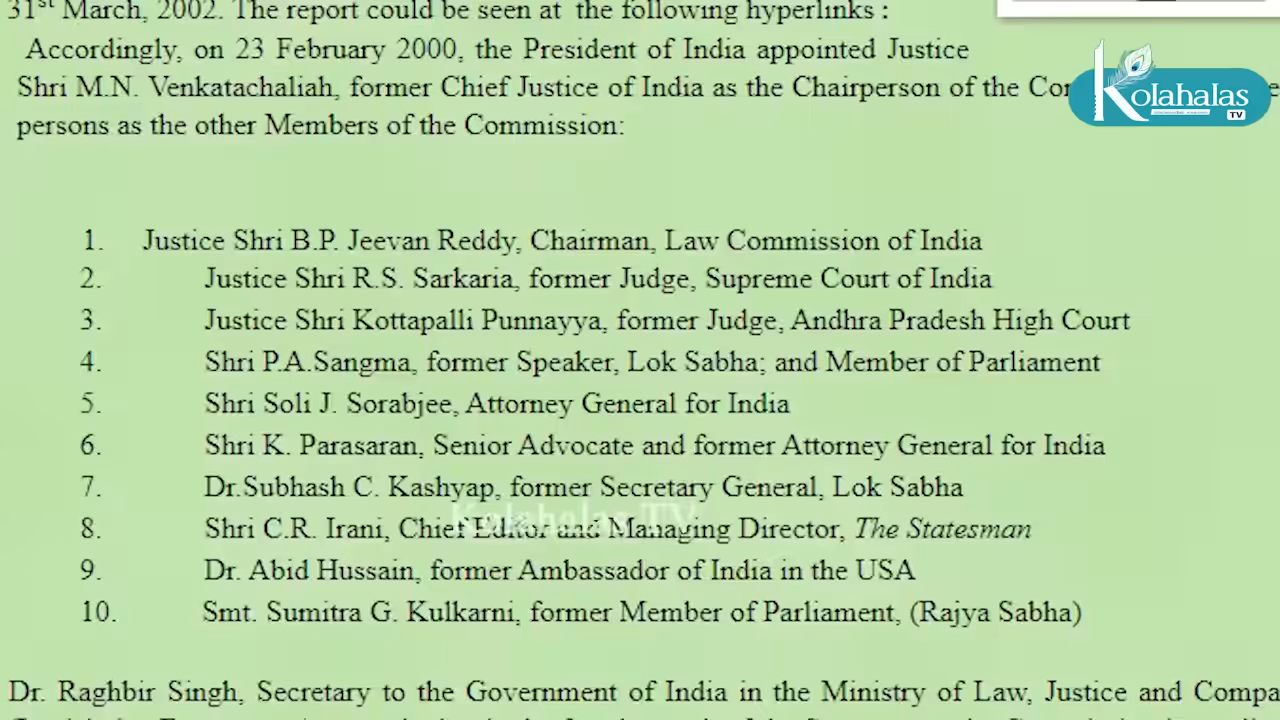 31st March, 2002. The report could be seen at the following hyperlinks :
Accordingly, on 23 February 2000, the President of India appointed Justice
Shri M.N. Venkatachaliah, former Chief Justice of India as the Chairperson of the
persons as the other Members of the Commission:
Kolahalas
TV
1. Justice Shri B.P. Jeevan Reddy, Chairman, Law Commission of India
2. Justice Shri R.S. Sarkaria, former Judge, Supreme Court of India
3. Justice Shri Kottapalli Punnayya, former Judge, Andhra Pradesh High Court
4. Shri P.A.Sangma, former Speaker, Lok Sabha; and Member of Parliament
5. Shri Soli J. Sorabjee, Attorney General for India
6. Shri K. Parasaran, Senior Advocate and former Attorney General for India
7. Dr.Subhash C. Kashyap, former Secretary General, Lok Sabha
Kolahalas TV
8. Shri C.R. Irani, Chief Editor and Managing Director, The Statesman
9. Dr. Abid Hussain, former Ambassador of India in the USA
10. Smt. Sumitra G. Kulkarni, former Member of Parliament, (Rajya Sabha)
Dr. Raghbir Singh, Secretary to the Government of India in the Ministry of Law, Justice and Compa